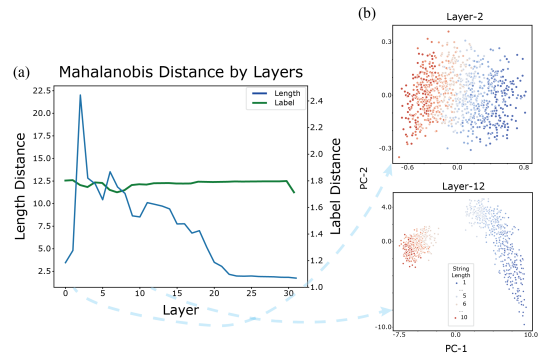 (a)
Mahalanobis Distance by Layers
Length
Label
Length Distance
22.5
20.0
17.5
15.0
12.5
10.0
7.5
5.0
2.5
Label Distance
2.4
2.2
2.0
1.8
1.6
1.4
1.2
1.0
0 5 10 15 20 25 30
Layer
(b)
Layer-2
0.3
0.0
-0.3
-0.6 0.0 0.8
PC-2
Layer-12
4.0
0.0
-10.0
-7.5 0.0 10.0
String
Length
1
5
6
10
PC-1